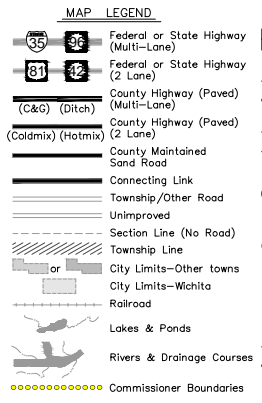 MAP LEGEND
35 96 Federal or State Highway
(Multi-Lane)
81 42 Federal or State Highway
(2 Lane)
County Highway (Paved)
(C&G) (Ditch) (Multi-Lane)
County Highway (Paved)
(Coldmix) (Hotmix) (2 Lane)
County Maintained
Sand Road
Connecting Link
Township/Other Road
Unimproved
Section Line (No Road)
Township Line
or City Limits-Other towns
City Limits-Wichita
Railroad
Lakes & Ponds
Rivers & Drainage Courses
Commissioner Boundaries